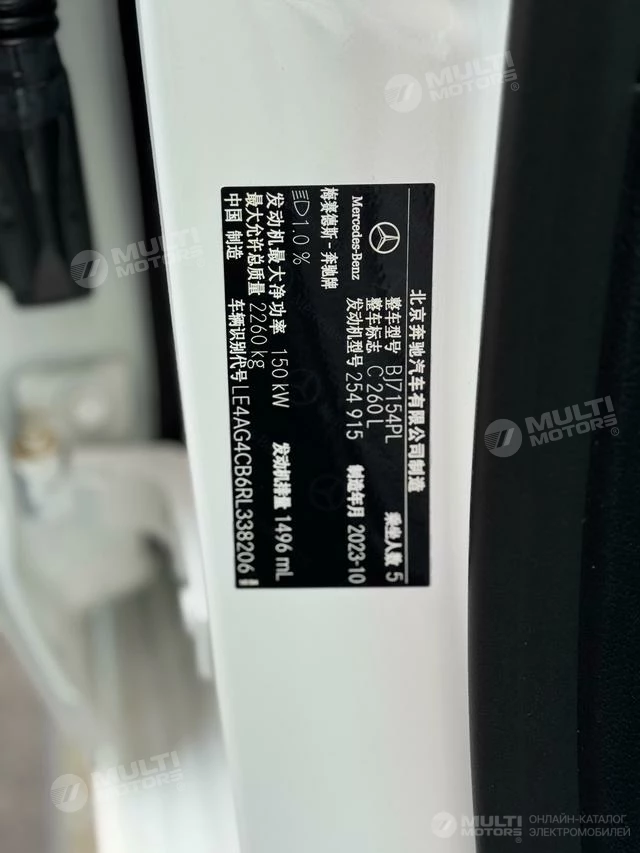 北京奔驰汽车有限公司制造
Mercedes-Benz
梅赛德斯-奔驰牌
整车型号 BJ7154PL 乘坐人数 5
整车标志 C 260 L
发动机型号 254 915 制造年月 2023-10
1.0 %
发动机最大净功率 150 kW 发动机排量 1496 mL
最大允许总质量 2260 kg
中国 制造 车辆识别代号 LE4AG4CB6RL338206
MULTI MOTORS®
MULTI MOTORS®
MULTI MOTORS®
MULTI MOTORS®
MULTI MOTORS®
ОНЛАЙН-КАТАЛОГ
ЭЛЕКТРОМОБИЛЕЙ